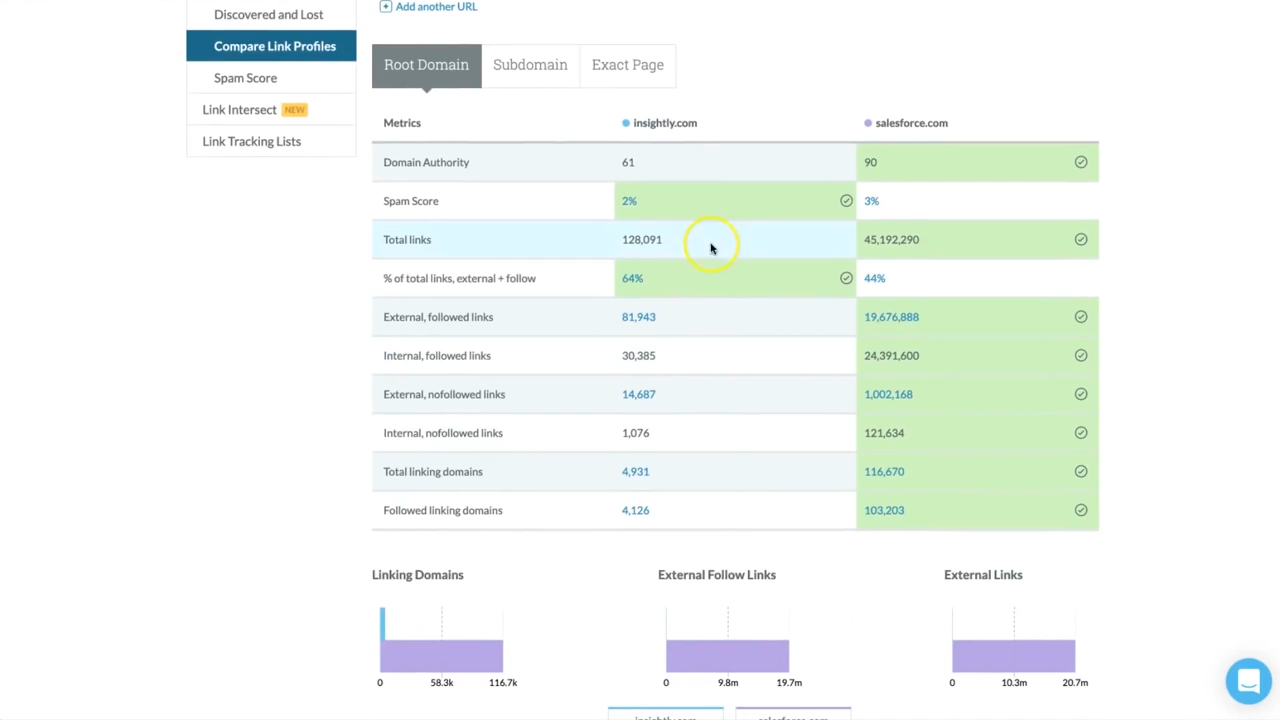 Discovered and Lost
Add another URL
Compare Link Profiles
Root Domain Subdomain Exact Page
Spam Score
Link Intersect NEW
Link Tracking Lists
Metrics insightly.com salesforce.com
Domain Authority 61 90
Spam Score 2% 3%
Total links 128,091 45,192,290
% of total links, external + follow 64% 44%
External, followed links 81,943 19,676,888
Internal, followed links 30,385 24,391,600
External, nofollowed links 14,687 1,002,168
Internal, nofollowed links 1,076 121,634
Total linking domains 4,931 116,670
Followed linking domains 4,126 103,203
Linking Domains External Follow Links External Links
0 58.3k 116.7k 0 9.8m 19.7m 0 10.3m 20.7m
insightly.com salesforce.com